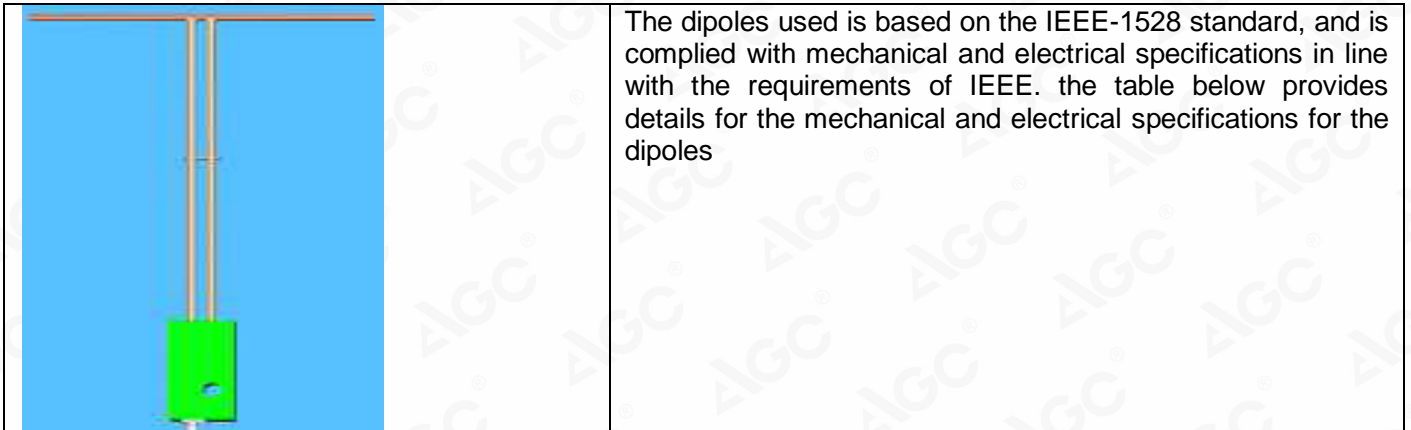 The dipoles used is based on the IEEE-1528 standard, and is
complied with mechanical and electrical specifications in line
with the requirements of IEEE. the table below provides
details for the mechanical and electrical specifications for the
dipoles